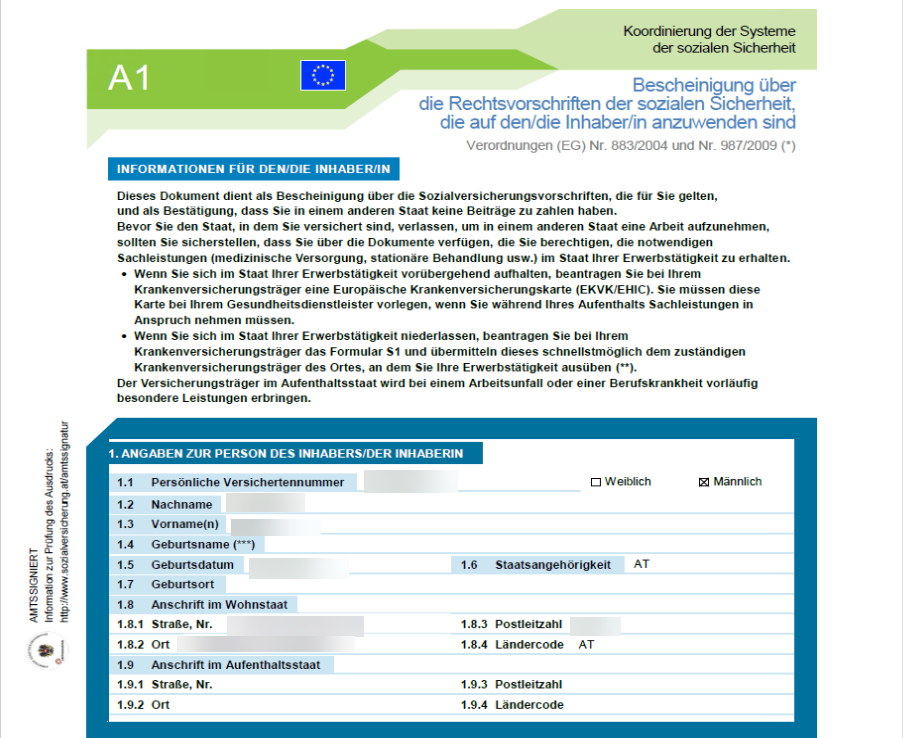 Koordinierung der Systeme
der sozialen Sicherheit
A1
Bescheinigung über
die Rechtsvorschriften der sozialen Sicherheit,
die auf den/die Inhaber/in anzuwenden sind
Verordnungen (EG) Nr. 883/2004 und Nr. 987/2009 (*)
INFORMATIONEN FÜR DEN/DIE INHABER/IN
Dieses Dokument dient als Bescheinigung über die Sozialversicherungsvorschriften, die für Sie gelten,
und als Bestätigung, dass Sie in einem anderen Staat keine Beiträge zu zahlen haben.
Bevor Sie den Staat, in dem Sie versichert sind, verlassen, um in einem anderen Staat eine Arbeit aufzunehmen,
sollten Sie sicherstellen, dass Sie über die Dokumente verfügen, die Sie berechtigen, die notwendigen
Sachleistungen (medizinische Versorgung, stationäre Behandlung usw.) im Staat Ihrer Erwerbstätigkeit zu erhalten.
• Wenn Sie sich im Staat Ihrer Erwerbstätigkeit vorübergehend aufhalten, beantragen Sie bei Ihrem
Krankenversicherungsträger eine Europäische Krankenversicherungskarte (EKVK/EHIC). Sie müssen diese
Karte bei Ihrem Gesundheitsdienstleister vorlegen, wenn Sie während Ihres Aufenthalts Sachleistungen in
Anspruch nehmen müssen.
• Wenn Sie sich im Staat Ihrer Erwerbstätigkeit niederlassen, beantragen Sie bei Ihrem
Krankenversicherungsträger das Formular S1 und übermitteln dieses schnellstmöglich dem zuständigen
Krankenversicherungsträger des Ortes, an dem Sie Ihre Erwerbstätigkeit ausüben (**).
Der Versicherungsträger im Aufenthaltsstaat wird bei einem Arbeitsunfall oder einer Berufskrankheit vorläufig
besondere Leistungen erbringen.
1. ANGABEN ZUR PERSON DES INHABERS/DER INHABERIN
1.1 Persönliche Versichertennummer Weiblich Männlich
1.2 Nachname
1.3 Vorname(n)
1.4 Geburtsname (***)
1.5 Geburtsdatum 1.6 Staatsangehörigkeit AT
1.7 Geburtsort
1.8 Anschrift im Wohnstaat
1.8.1 Straße, Nr. 1.8.3 Postleitzahl
1.8.2 Ort 1.8.4 Ländercode AT
1.9 Anschrift im Aufenthaltsstaat
1.9.1 Straße, Nr. 1.9.3 Postleitzahl
1.9.2 Ort 1.9.4 Ländercode
AMTSSIGNIERT
Information zur Prüfung des Ausdrucks:
http://www.sozialversicherung.at/amtssignatur